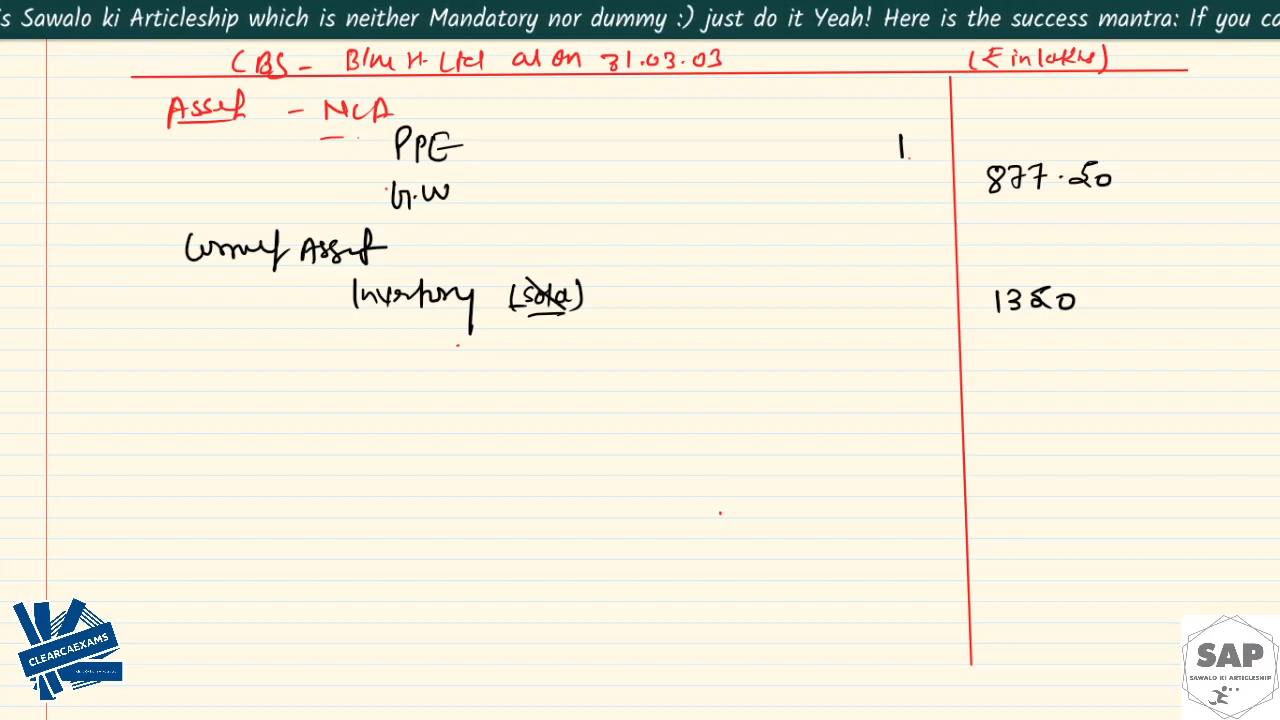 s Sawalo ki Articleship which is neither Mandatory nor dummy :) just do it Yeah! Here is the success mantra: If you ca
CBS - Blue H. Ltd as on 31.03.03 (₹ in lakhs)
Asset - NCA
PPE 1.
G.W 877.50
Current Asset
Inventory 1350
CLEARCAEXAMS
SAP
SAWALO KI ARTICLESHIP